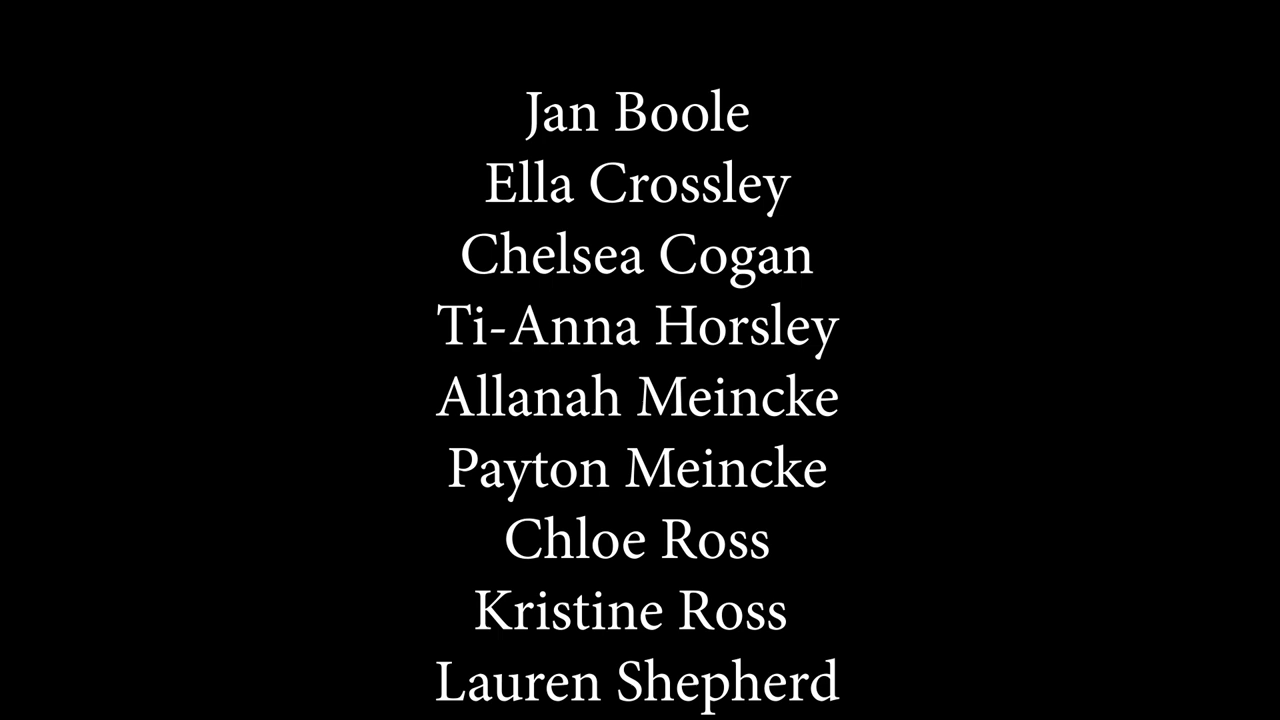 Jan Boole
Ella Crossley
Chelsea Cogan
Ti-Anna Horsley
Allanah Meincke
Payton Meincke
Chloe Ross
Kristine Ross
Lauren Shepherd